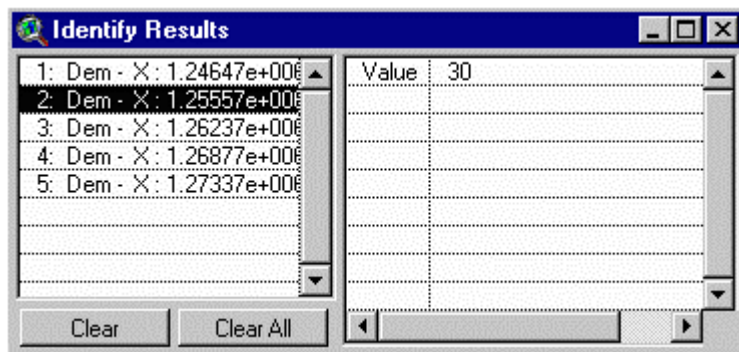 Identify Results
1: Dem - X : 1.24647e+006
2: Dem - X : 1.25557e+006
3: Dem - X : 1.26237e+006
4: Dem - X : 1.26877e+006
5: Dem - X : 1.27337e+006
Value 30
Clear Clear All